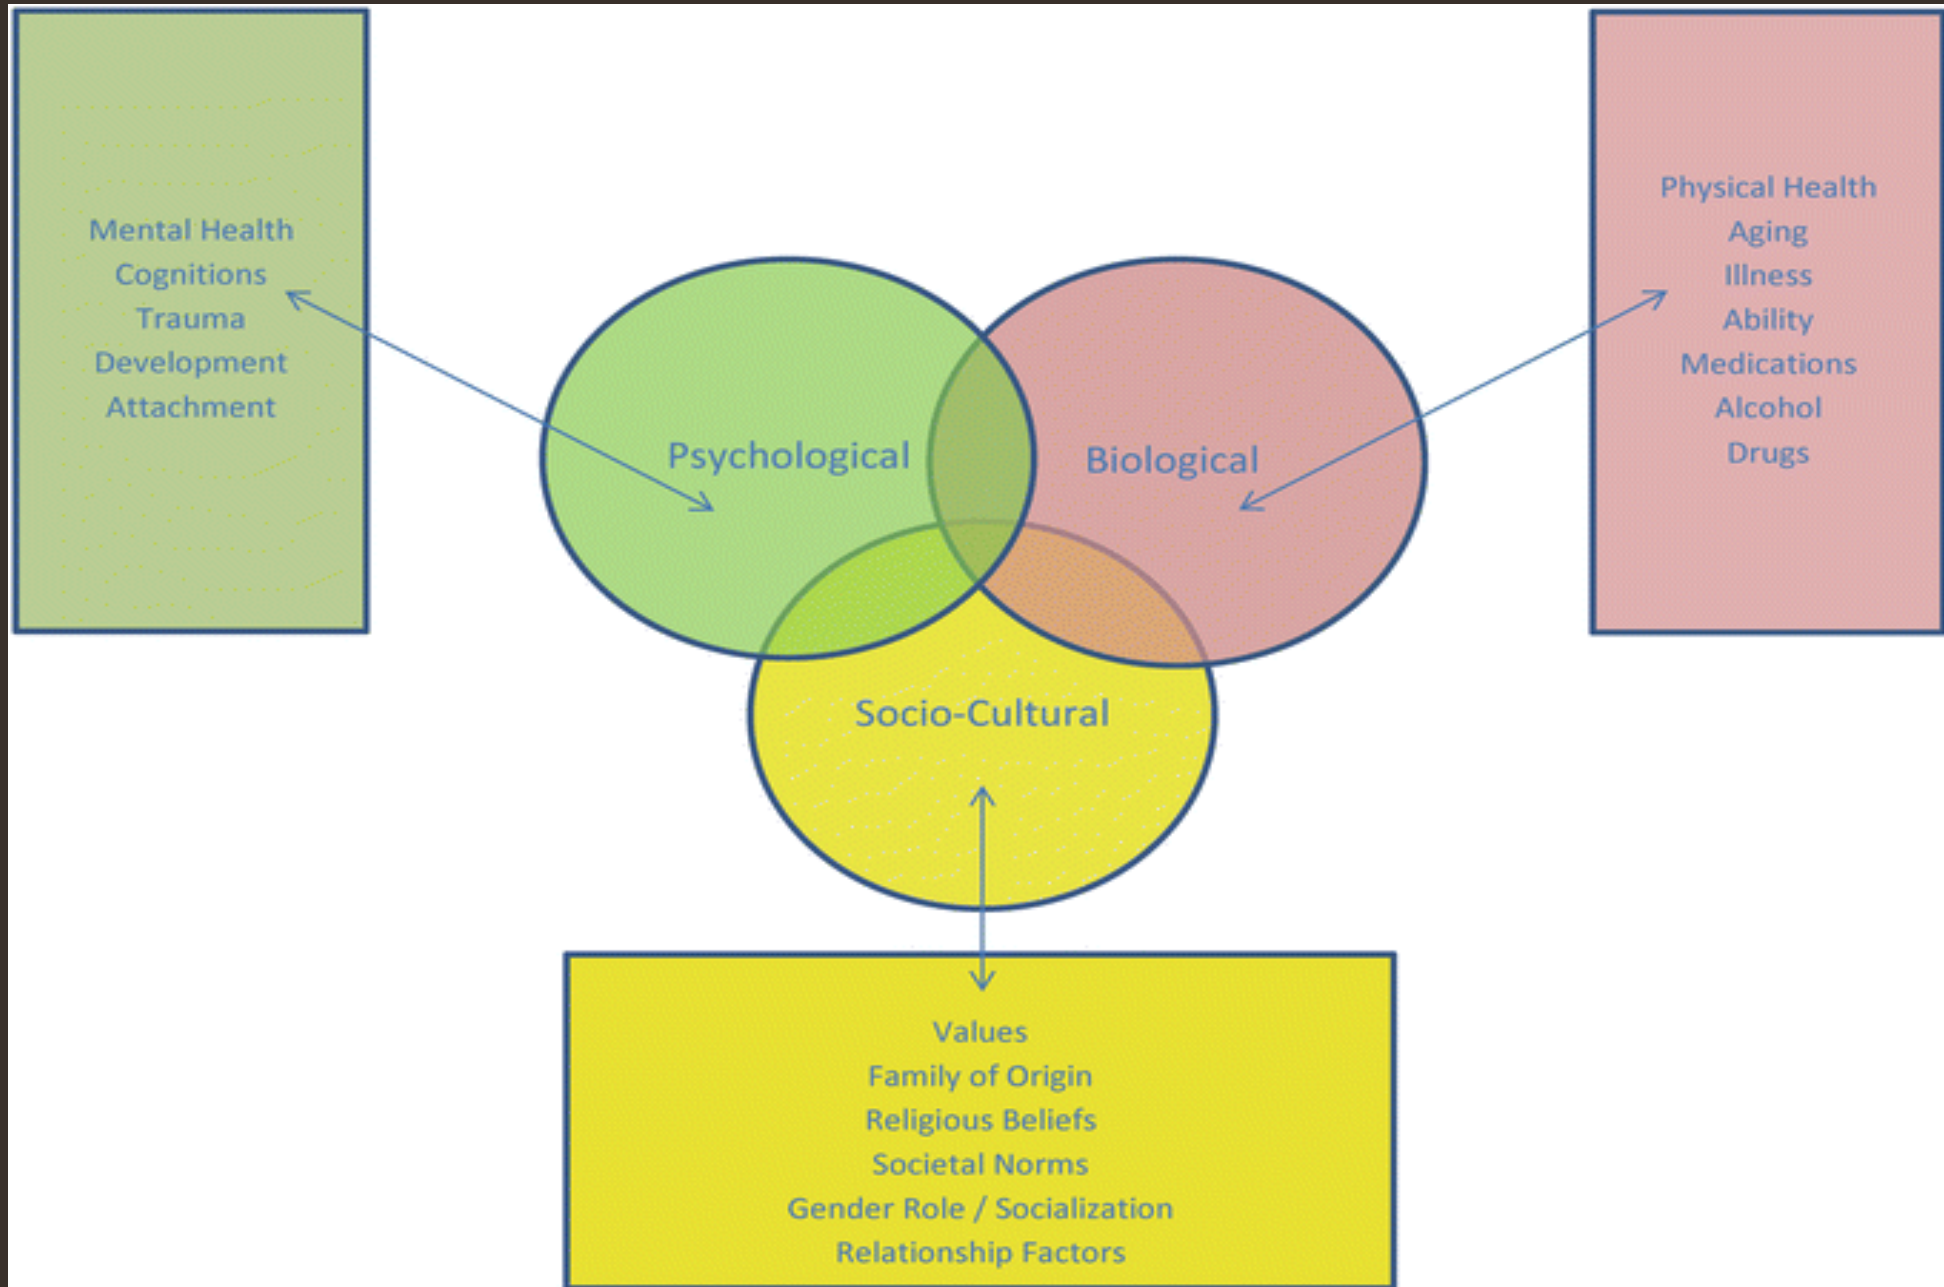 Mental Health
Cognitions
Trauma
Development
Attachment
Psychological
Biological
Socio-Cultural
Physical Health
Aging
Illness
Ability
Medications
Alcohol
Drugs
Values
Family of Origin
Religious Beliefs
Societal Norms
Gender Role / Socialization
Relationship Factors